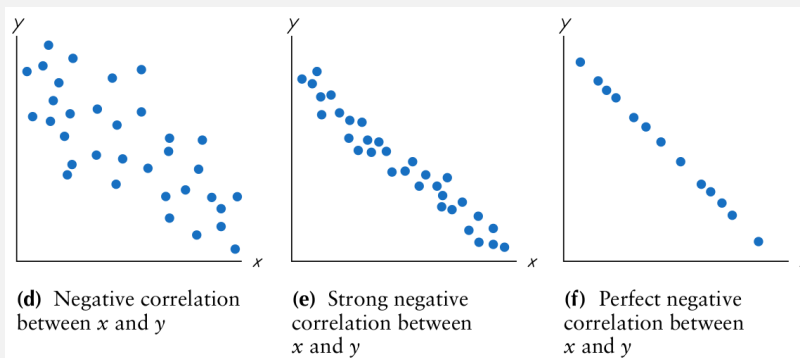 y
y
y
x
x
(d) Negative correlation
between x and y
(e) Strong negative
correlation between
x and y
(f) Perfect negative
correlation between
x and y